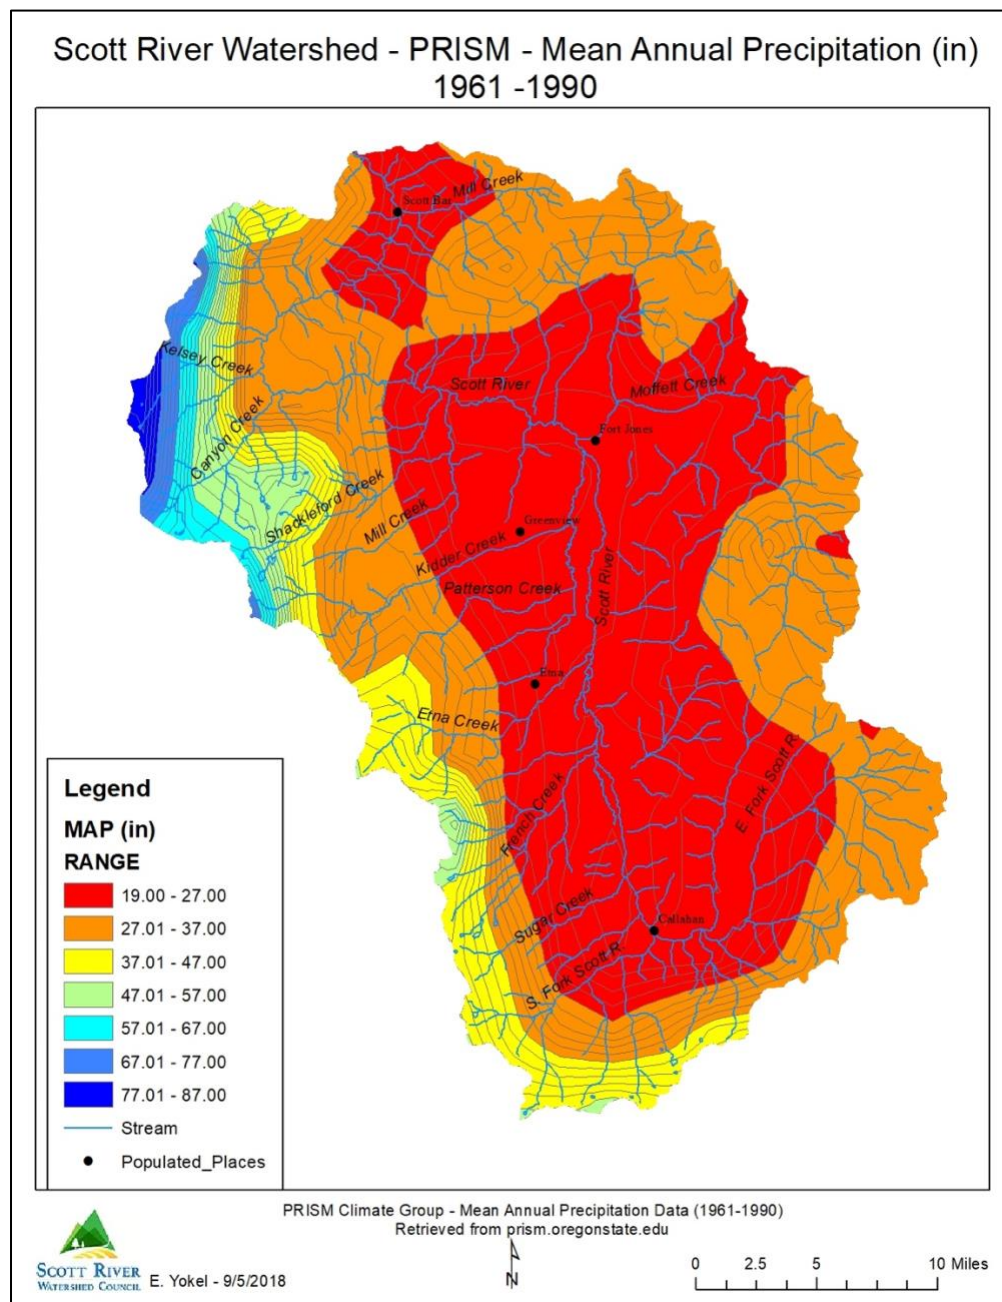 Scott River Watershed - PRISM - Mean Annual Precipitation (in)
1961 -1990
Mill Creek
Scott Bar
Kelsey Creek
Scott River
Moffett Creek
Canyon Creek
Fort Jones
Shackleford Creek
Mill Creek
Greenview
Kidder Creek
Patterson Creek
Scott River
Etna
Etna Creek
E. Fork Scott R.
French Creek
Sugar Creek
Callahan
S. Fork Scott R.
Legend
MAP (in)
RANGE
19.00 - 27.00
27.01 - 37.00
37.01 - 47.00
47.01 - 57.00
57.01 - 67.00
67.01 - 77.00
77.01 - 87.00
Stream
Populated_Places
PRISM Climate Group - Mean Annual Precipitation Data (1961-1990)
Retrieved from prism.oregonstate.edu
SCOTT RIVER
WATERSHED COUNCIL
E. Yokel - 9/5/2018
N
0 2.5 5 10 Miles